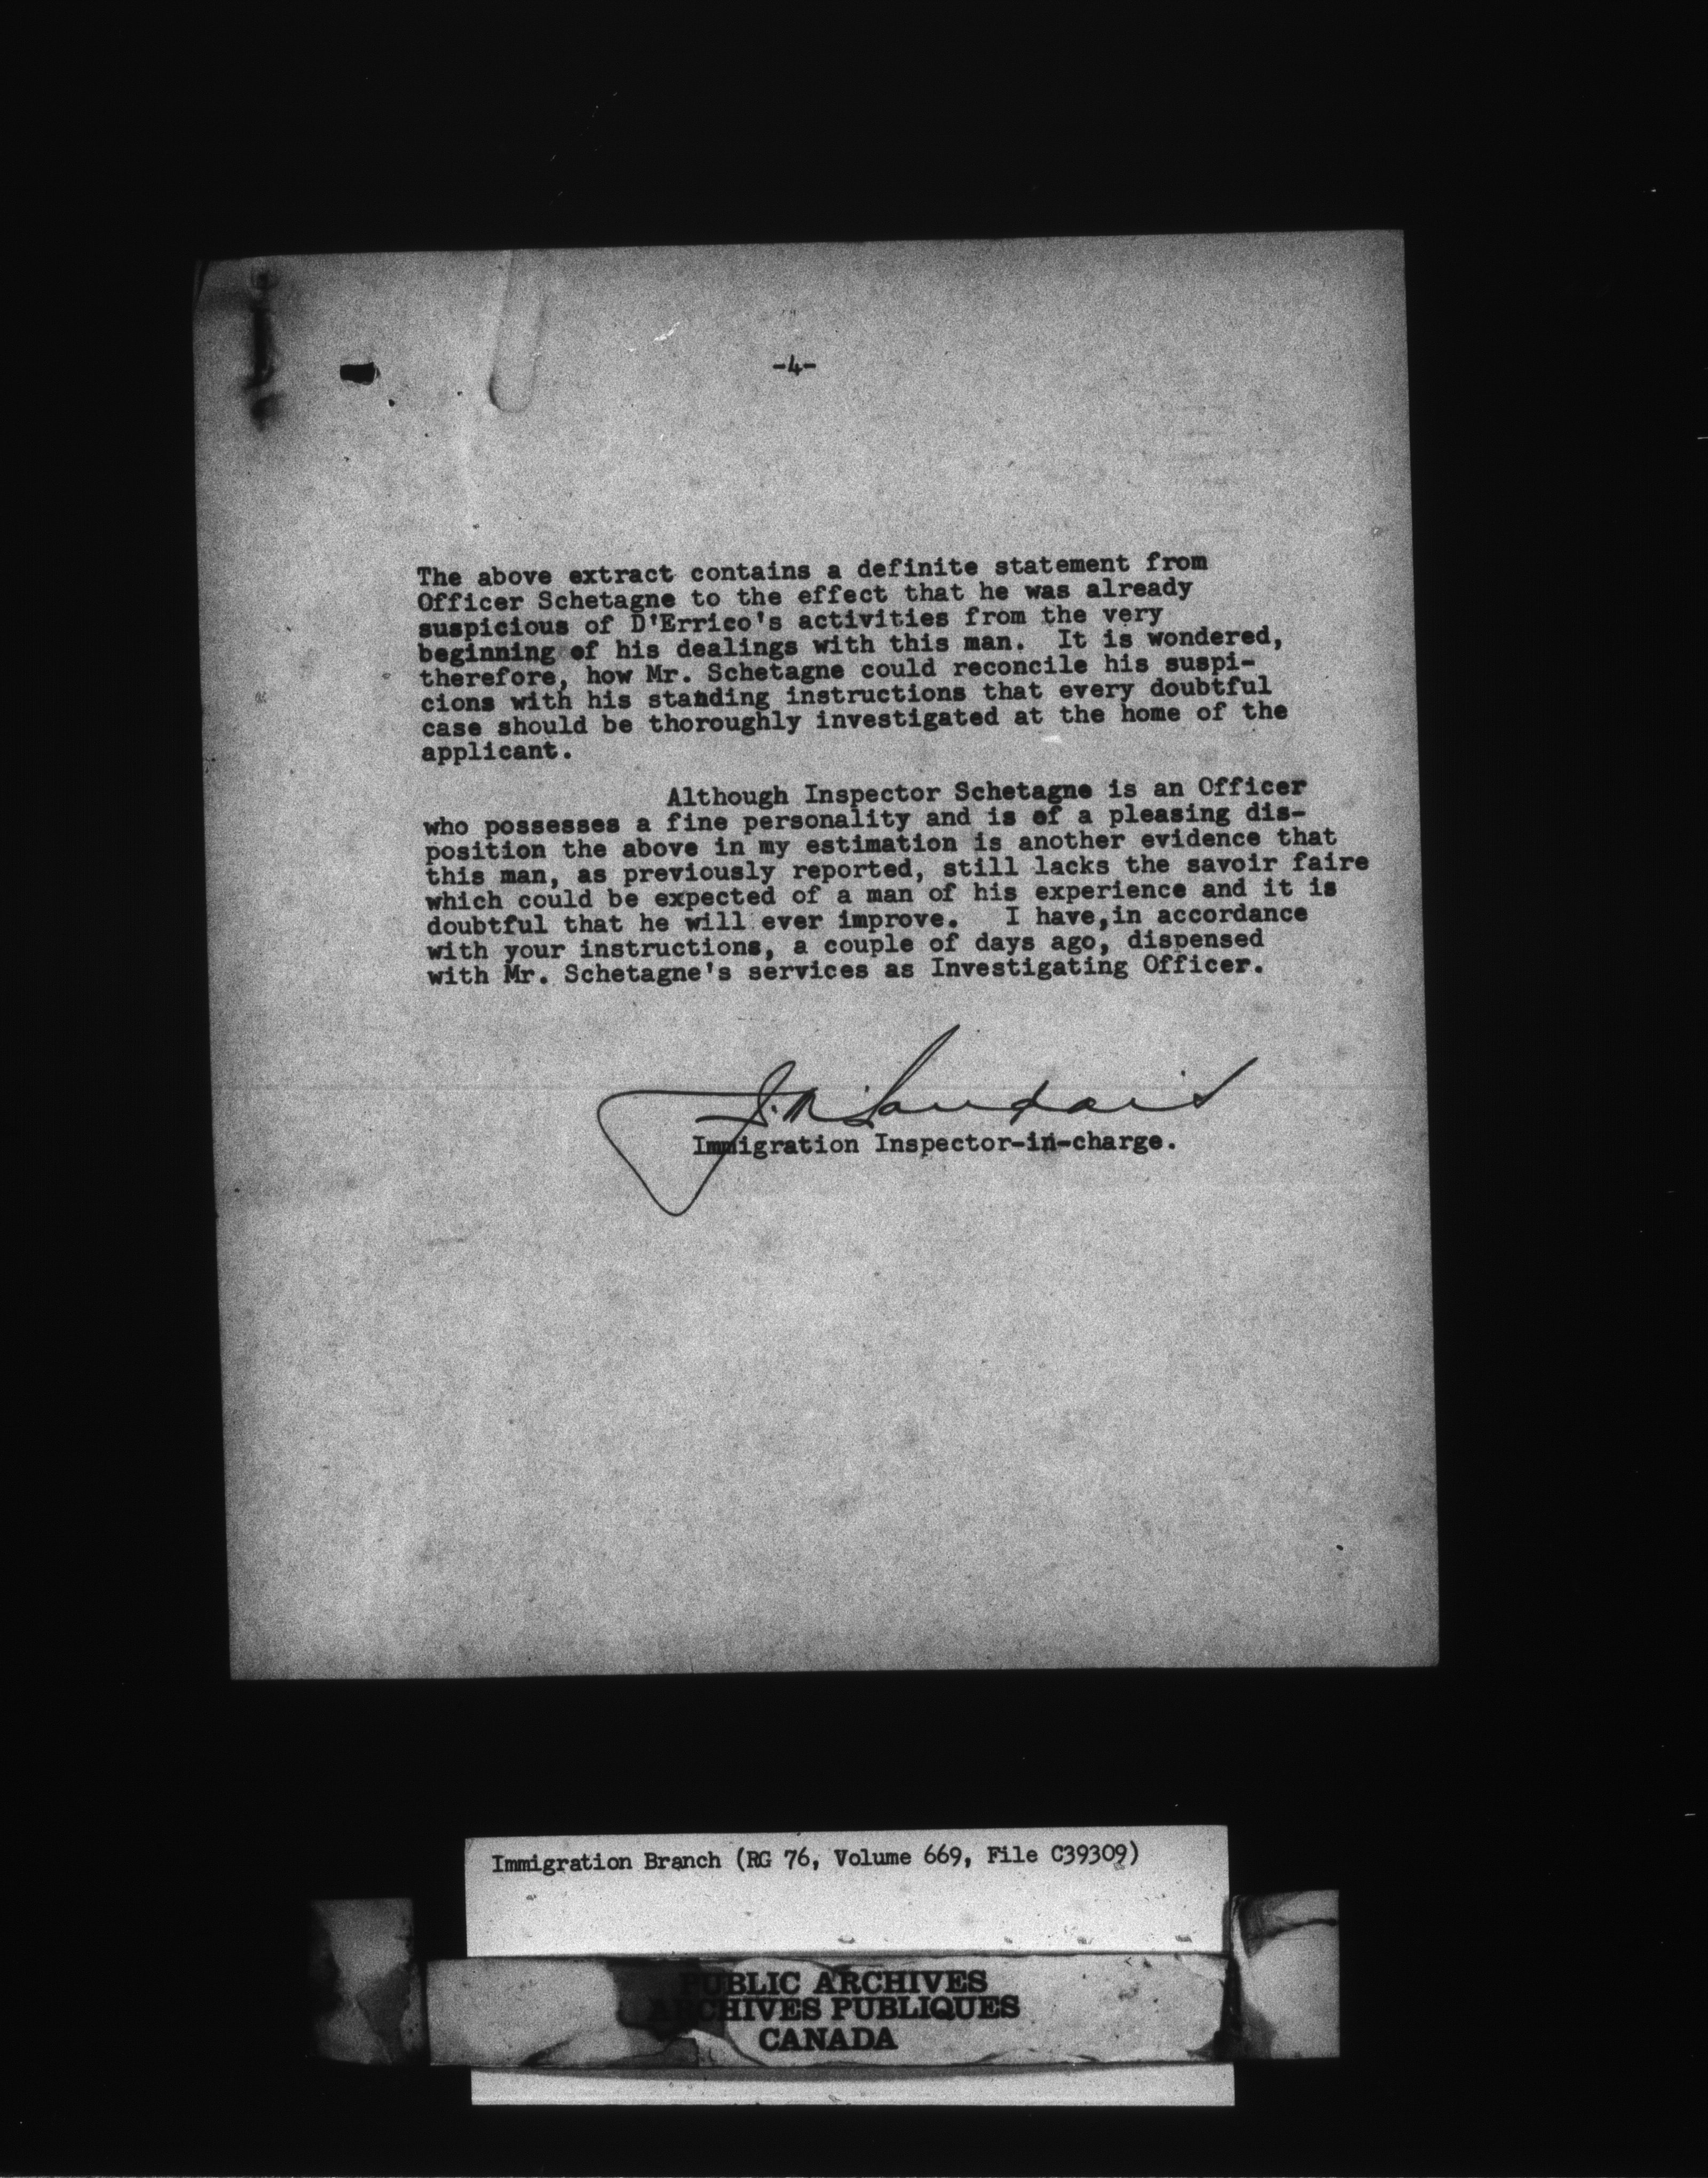 -4-
The above extract contains a definite statement from
Officer Schetagne to the effect that he was already
suspicious of D'Errico's activities from the very
beginning of his dealings with this man. It is wondered,
therefore, how Mr. Schetagne could reconcile his suspi-
cions with his standing instructions that every doubtful
case should be thoroughly investigated at the home of the
applicant.
Although Inspector Schetagne is an Officer
who possesses a fine personality and is of a pleasing dis-
position the above in my estimation is another evidence that
this man, as previously reported, still lacks the savoir faire
which could be expected of a man of his experience and it is
doubtful that he will ever improve. I have, in accordance
with your instructions, a couple of days ago, dispensed
with Mr. Schetagne's services as Investigating Officer.
Immigration Inspector-in-charge.
Immigration Branch (RG 76, Volume 669, File C39309)
PUBLIC ARCHIVES
ARCHIVES PUBLIQUES
CANADA